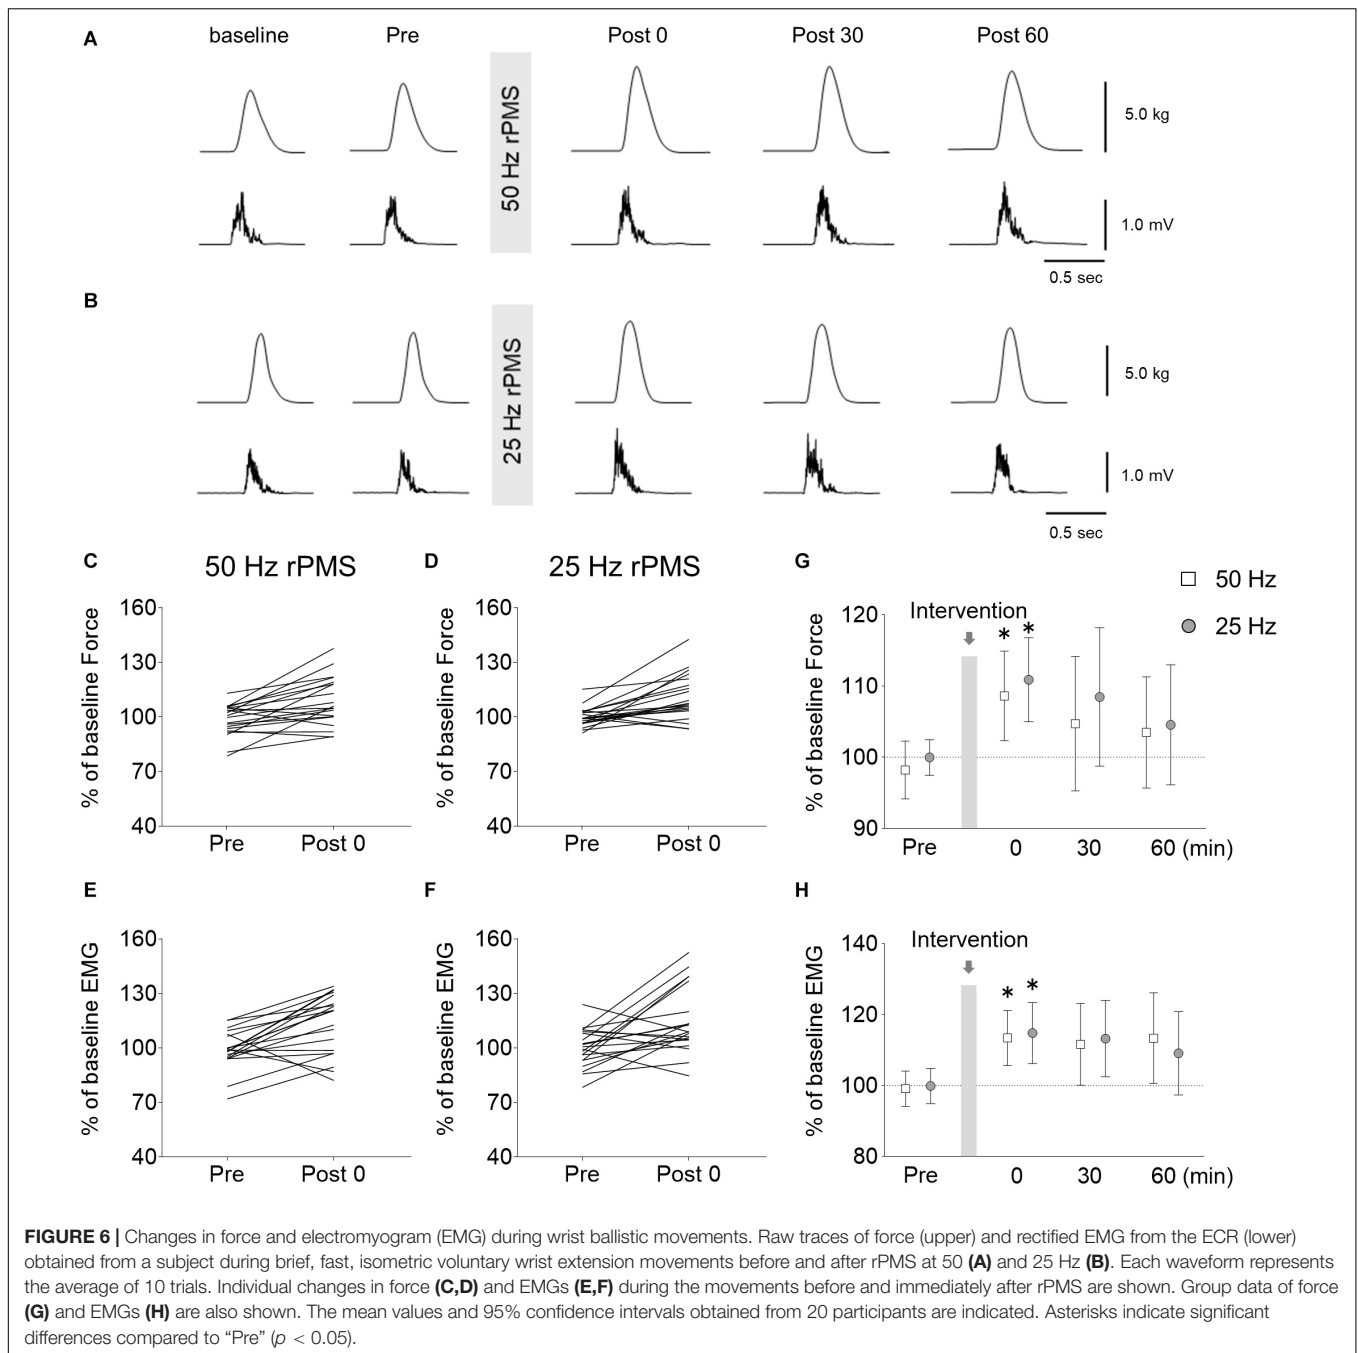 A
baseline Pre Post 0 Post 30 Post 60
50 Hz rPMS
5.0 kg
1.0 mV
0.5 sec
B
25 Hz rPMS
5.0 kg
1.0 mV
0.5 sec
C 50 Hz rPMS
% of baseline Force
160
130
100
70
40
Pre Post 0
D 25 Hz rPMS
% of baseline Force
160
130
100
70
40
Pre Post 0
G
50 Hz
25 Hz
Intervention
* *
% of baseline Force
120
110
100
90
Pre 0 30 60 (min)
E
% of baseline EMG
160
130
100
70
40
Pre Post 0
F
% of baseline EMG
160
130
100
70
40
Pre Post 0
H
Intervention
* *
% of baseline EMG
140
120
100
80
Pre 0 30 60 (min)
FIGURE 6 | Changes in force and electromyogram (EMG) during wrist ballistic movements. Raw traces of force (upper) and rectified EMG from the ECR (lower)
obtained from a subject during brief, fast, isometric voluntary wrist extension movements before and after rPMS at 50 (A) and 25 Hz (B). Each waveform represents
the average of 10 trials. Individual changes in force (C,D) and EMGs (E,F) during the movements before and immediately after rPMS are shown. Group data of force
(G) and EMGs (H) are also shown. The mean values and 95% confidence intervals obtained from 20 participants are indicated. Asterisks indicate significant
differences compared to “Pre” (p < 0.05).